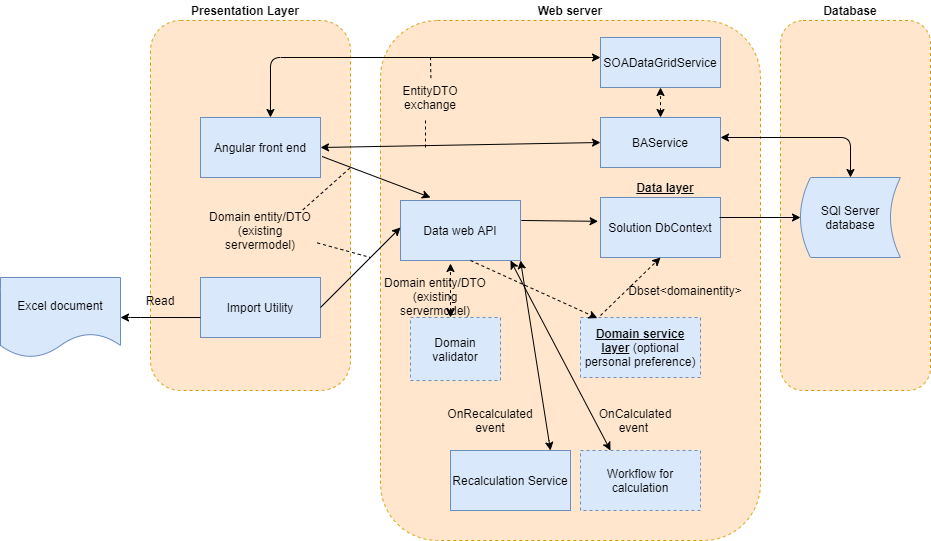 Presentation Layer
Web server
Database
SOADataGridService
EntityDTO
exchange
Angular front end
BAService
Data layer
Domain entity/DTO
(existing
servermodel)
Data web API
Solution DbContext
SQl Server
database
Excel document
Read
Import Utility
Domain entity/DTO
(existing
servermodel)
Dbset<domainentity>
Domain
validator
Domain service
layer (optional
personal preference)
OnRecalculated
event
OnCalculated
event
Recalculation Service
Workflow for
calculation